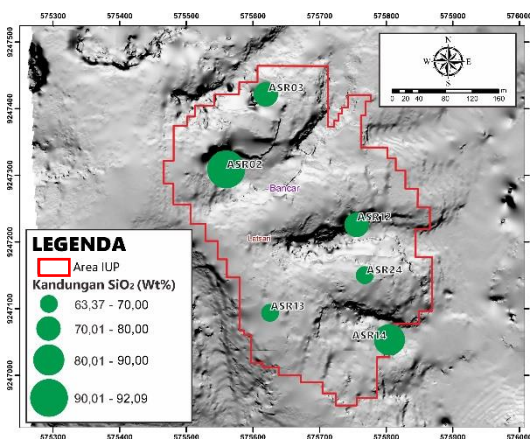 575300 575400 575500 575600 575700 575800 575900 576000
9247500
9247400
9247300
9247200
9247100
9247000
N
W E
S
0 20 40 80 120 160
m
ASR03
ASR02
Bancar
ASR12
ASR24
ASR13
ASR14
LEGENDA
Area IUP
Kandungan SiO₂ (Wt%)
63,37 - 70,00
70,01 - 80,00
80,01 - 90,00
90,01 - 92,09
575300 575400 575500 575600 575700 575800 575900 576000